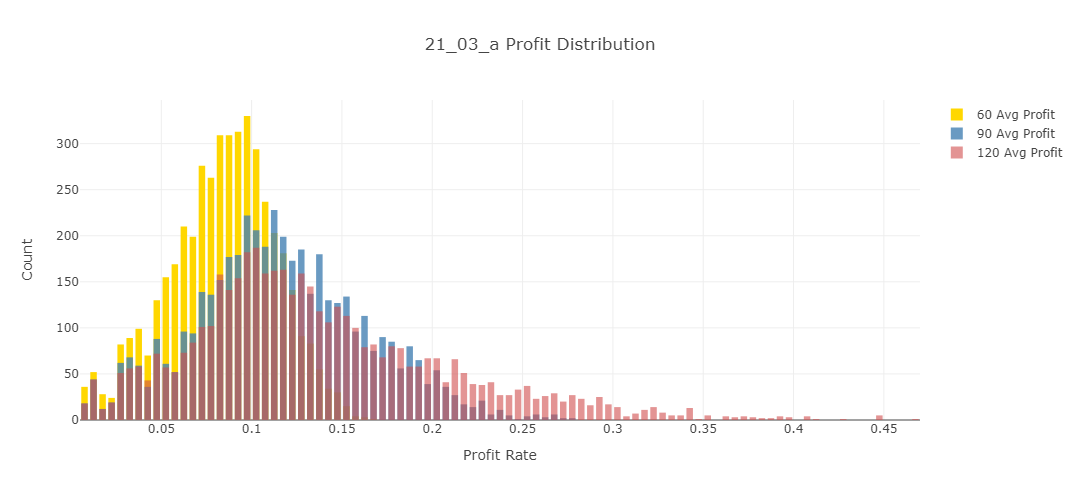 21_03_a Profit Distribution
60 Avg Profit
90 Avg Profit
120 Avg Profit
Count
300
250
200
150
100
50
0
0.05
0.1
0.15
0.2
0.25
0.3
0.35
0.4
0.45
Profit Rate